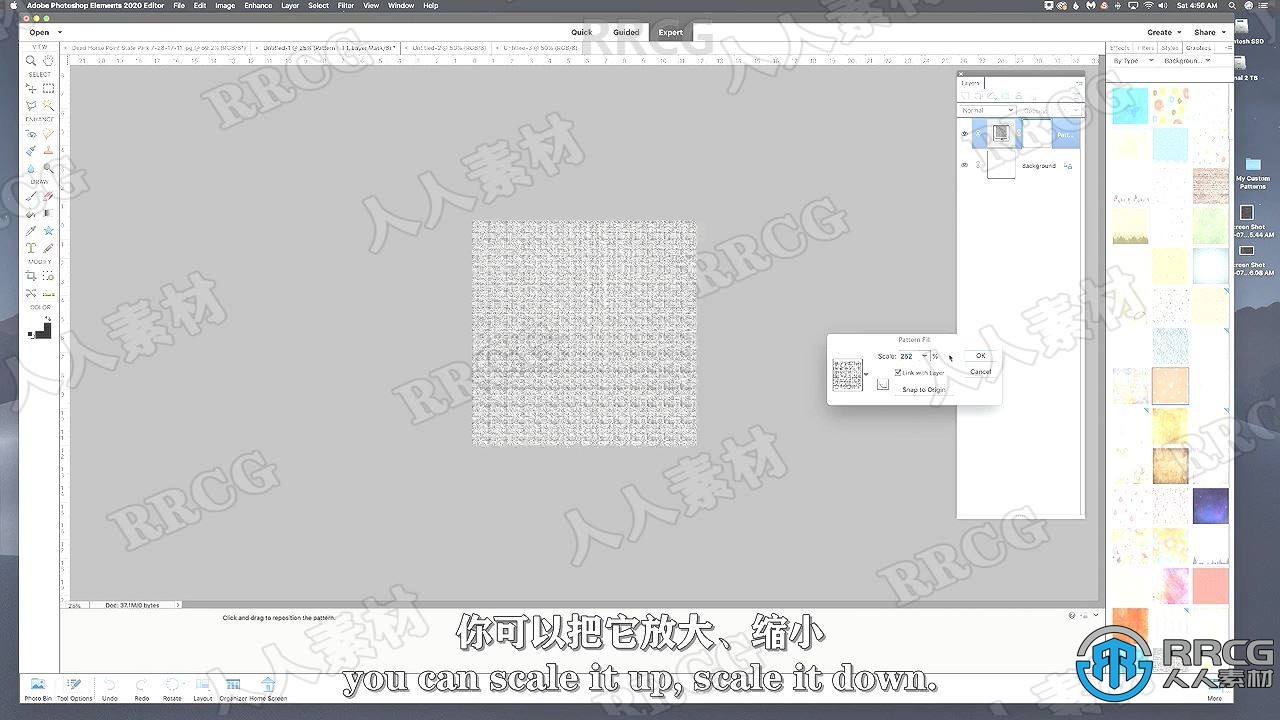 Adobe Photoshop Elements 2020 Editor File Edit Image Enhance Layer Select Filter View Window Help
Sat 4:56 AM
Open
Quick Guided Expert
Create Share
VIEW
SELECT
ENHANCE
DRAW
MODIFY
COLOR
Effects Filters Styles Graphics
By Type Backgroun...
Layers
Normal
Opacity:
Patt...
Background
My Custom
Patterns
Pattern Fill
Scale: 252 %
OK
Link with Layer
Cancel
Snap to Origin
25% Doc: 37.1M/0 bytes
Click and drag to reposition the pattern.
你可以把它放大、缩小
you can scale it up, scale it down.
Photo Bin Tool Options Undo Redo Rotate Layout Organizer Home Screen
More
RRCG
人人素材